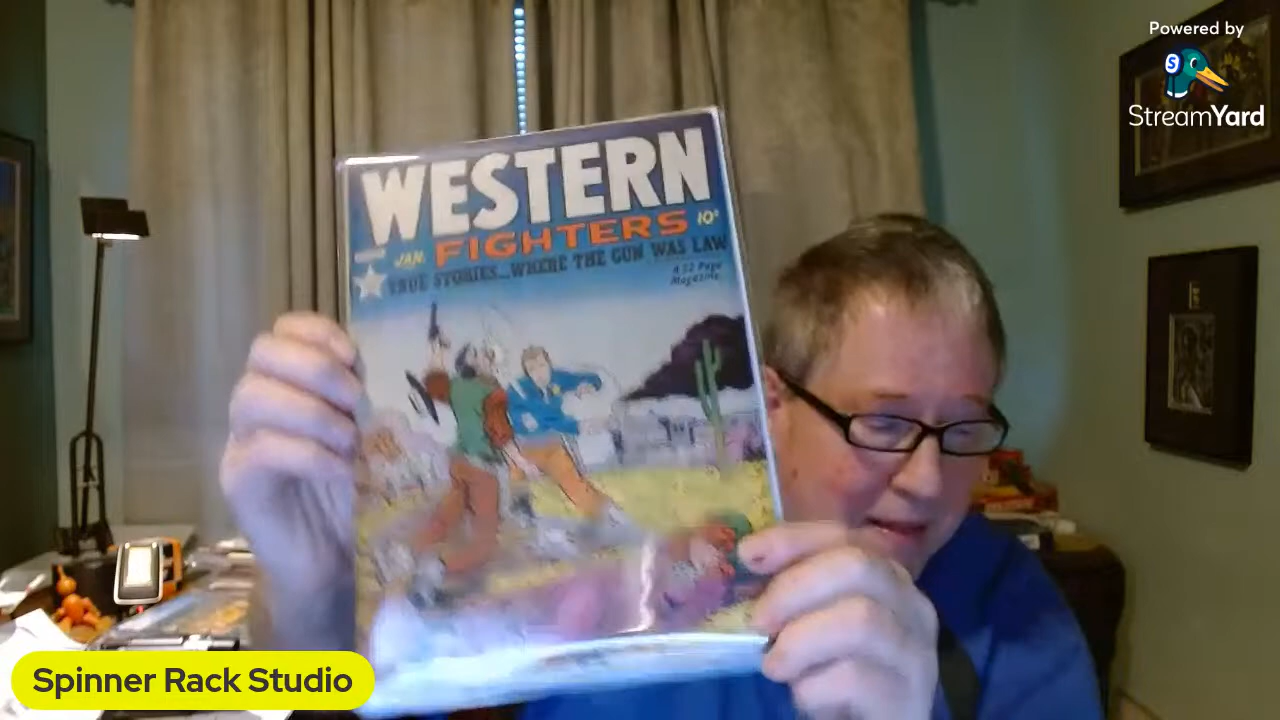 Powered by
S
StreamYard
WESTERN
JAN. FIGHTERS 10¢
TRUE STORIES...WHERE THE GUN WAS LAW
A 52 Page
Magazine
Spinner Rack Studio